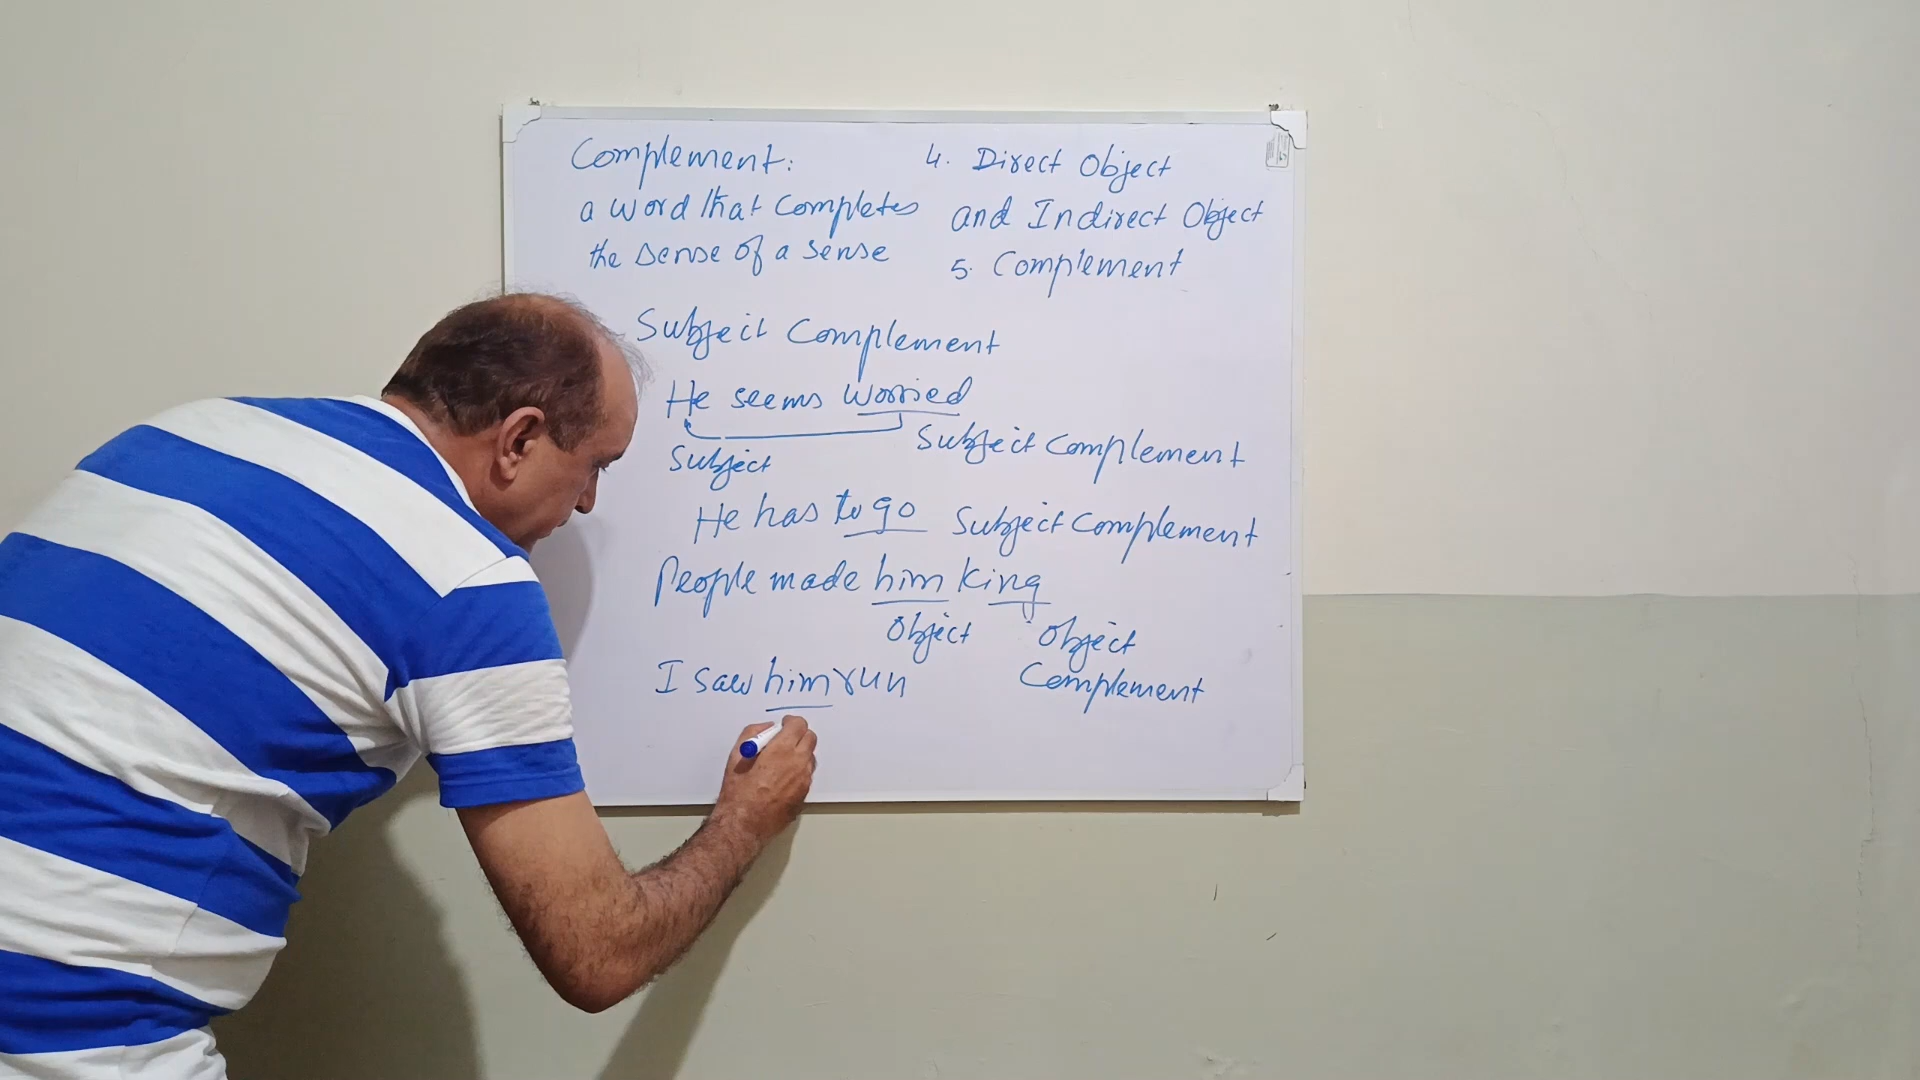 Complement:
a word that completes
the sense of a sense
4. Direct Object
and Indirect Object
5. Complement
Subject Complement
He seems worried
Subject
Subject Complement
He has to go Subject Complement
People made him King
Object
Object
Complement
I saw him run